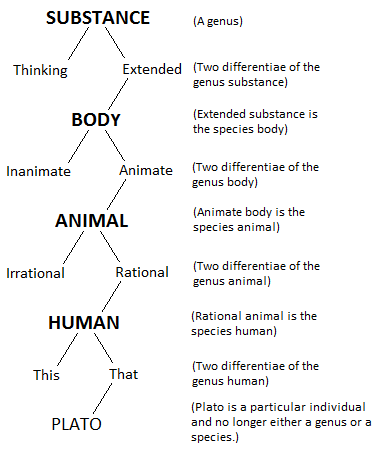 SUBSTANCE (A genus)
Thinking Extended (Two differentiae of the
genus substance)
BODY (Extended substance is
the species body)
Inanimate Animate (Two differentiae of the
genus body)
ANIMAL (Animate body is the
species animal)
Irrational Rational (Two differentiae of the
genus animal)
HUMAN (Rational animal is the
species human)
This That (Two differentiae of the
genus human)
PLATO (Plato is a particular individual
and no longer either a genus or a
species.)